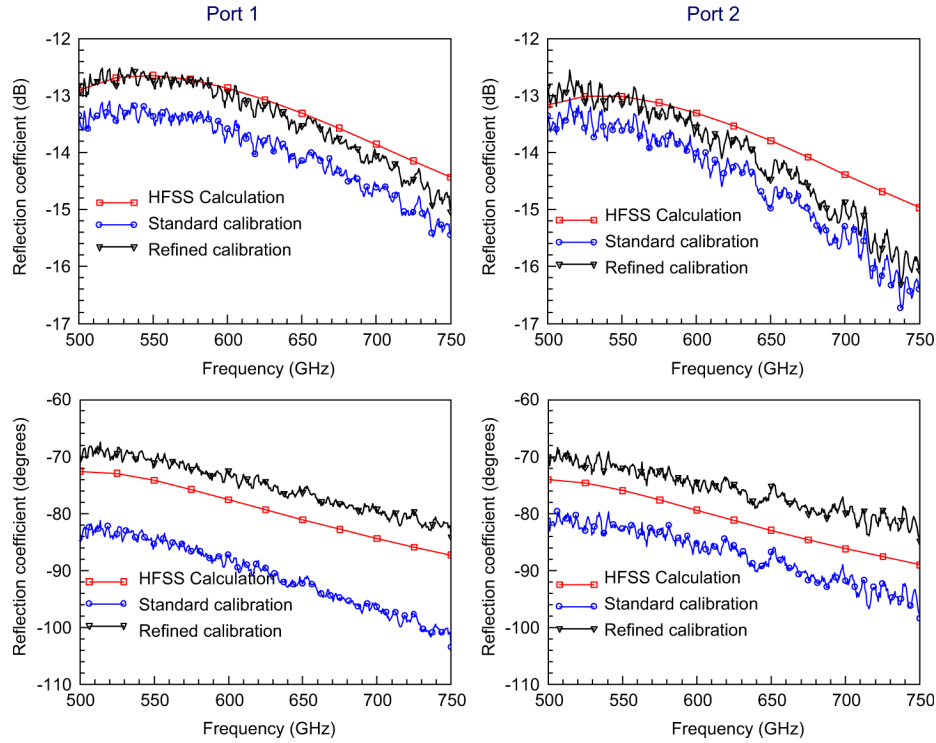 Port 1
Port 2
-12
-13
-14
-15
-16
-17
Reflection coefficient (dB)
HFSS Calculation
Standard calibration
Refined calibration
500 550 600 650 700 750
Frequency (GHz)
-12
-13
-14
-15
-16
-17
Reflection coefficient (dB)
HFSS Calculation
Standard calibration
Refined calibration
500 550 600 650 700 750
Frequency (GHz)
-60
-70
-80
-90
-100
-110
Reflection coefficient (degrees)
HFSS Calculation
Standard calibration
Refined calibration
500 550 600 650 700 750
Frequency (GHz)
-60
-70
-80
-90
-100
-110
Reflection coefficient (degrees)
HFSS Calculation
Standard calibration
Refined calibration
500 550 600 650 700 750
Frequency (GHz)